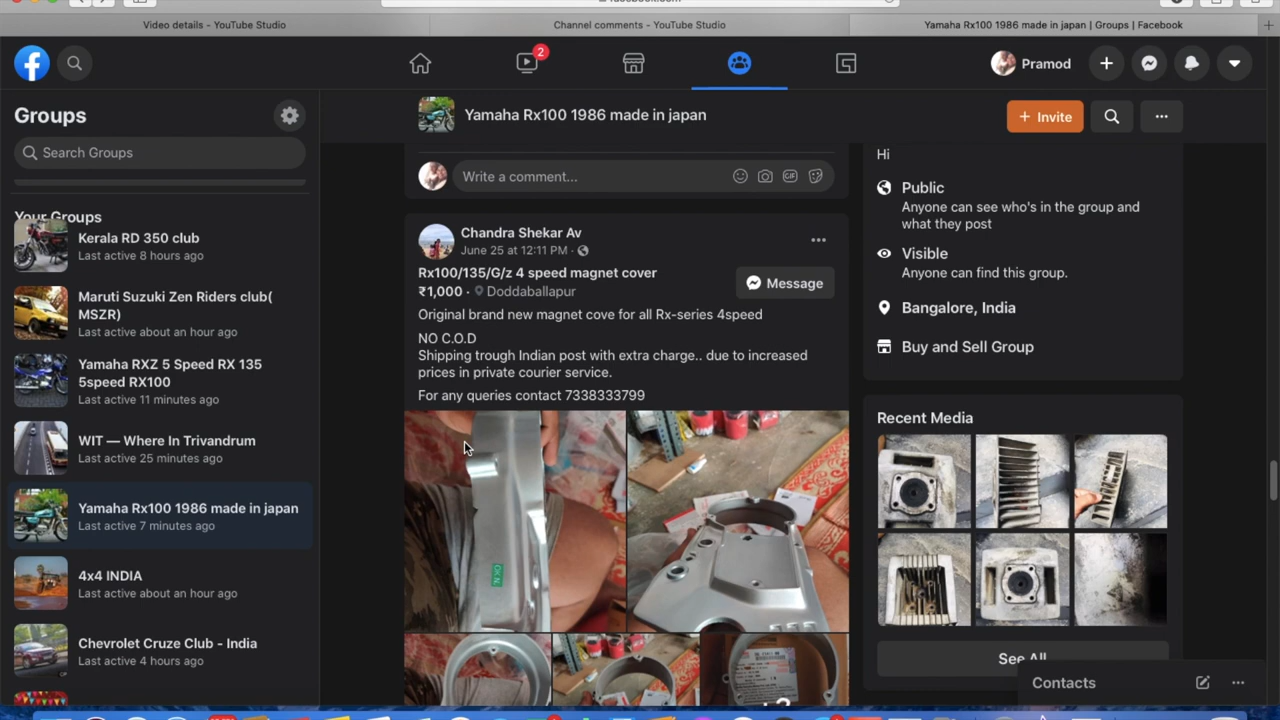 Video details - YouTube Studio
Channel comments - YouTube Studio
Yamaha Rx100 1986 made in japan | Groups | Facebook
2
Pramod
Groups
Search Groups
Your Groups
Kerala RD 350 club
Last active 8 hours ago
Maruti Suzuki Zen Riders club(
MSZR)
Last active about an hour ago
Yamaha RXZ 5 Speed RX 135
5speed RX100
Last active 11 minutes ago
WIT — Where In Trivandrum
Last active 25 minutes ago
Yamaha Rx100 1986 made in japan
Last active 7 minutes ago
4x4 INDIA
Last active about an hour ago
Chevrolet Cruze Club - India
Last active 4 hours ago
Yamaha Rx100 1986 made in japan
+ Invite
Write a comment...
GIF
Chandra Shekar Av
June 25 at 12:11 PM ·
Rx100/135/G/z 4 speed magnet cover
₹1,000 · Doddaballapur
Message
Original brand new magnet cove for all Rx-series 4speed
NO C.O.D
Shipping trough Indian post with extra charge.. due to increased
prices in private courier service.
For any queries contact 7338333799
Hi
Public
Anyone can see who's in the group and
what they post
Visible
Anyone can find this group.
Bangalore, India
Buy and Sell Group
Recent Media
See All
Contacts